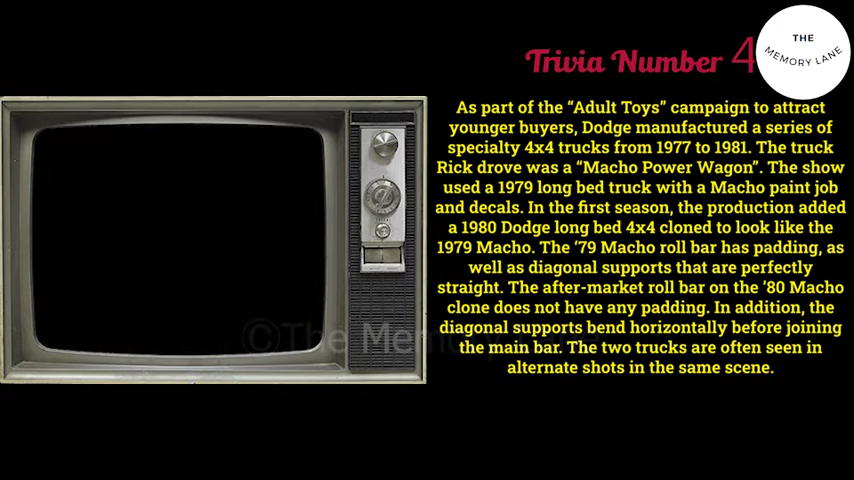 Trivia Number 4
THE
MEMORY LANE
As part of the “Adult Toys” campaign to attract
younger buyers, Dodge manufactured a series of
specialty 4x4 trucks from 1977 to 1981. The truck
Rick drove was a “Macho Power Wagon”. The show
used a 1979 long bed truck with a Macho paint job
and decals. In the first season, the production added
a 1980 Dodge long bed 4x4 cloned to look like the
1979 Macho. The ’79 Macho roll bar has padding, as
well as diagonal supports that are perfectly
straight. The after-market roll bar on the ’80 Macho
clone does not have any padding. In addition, the
diagonal supports bend horizontally before joining
the main bar. The two trucks are often seen in
alternate shots in the same scene.
©The Memory Lane